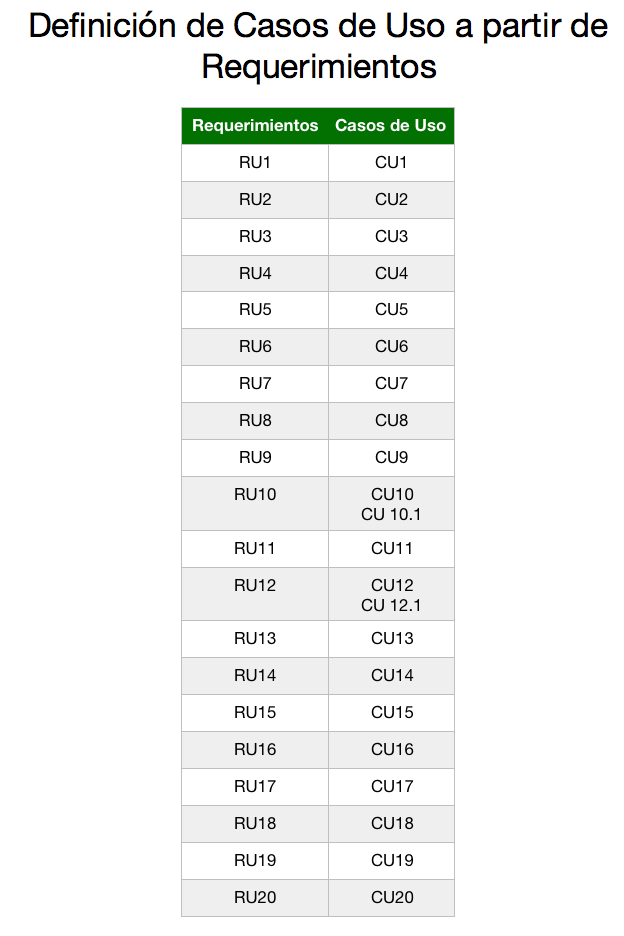 Definición de Casos de Uso a partir de
Requerimientos
Requerimientos Casos de Uso
RU1 CU1
RU2 CU2
RU3 CU3
RU4 CU4
RU5 CU5
RU6 CU6
RU7 CU7
RU8 CU8
RU9 CU9
RU10 CU10
CU 10.1
RU11 CU11
RU12 CU12
CU 12.1
RU13 CU13
RU14 CU14
RU15 CU15
RU16 CU16
RU17 CU17
RU18 CU18
RU19 CU19
RU20 CU20